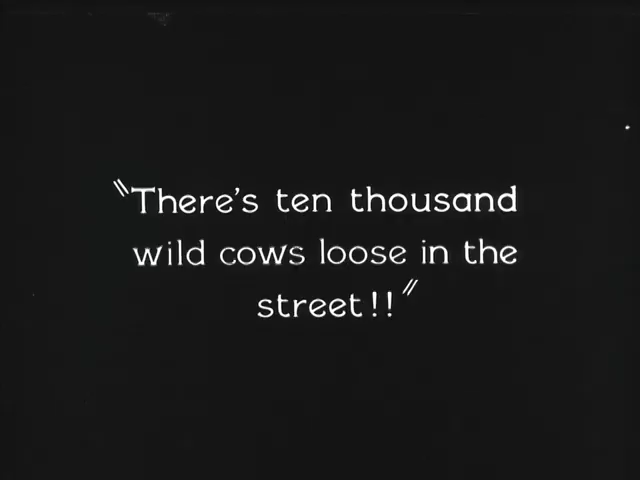 "There's ten thousand
wild cows loose in the
street!!"